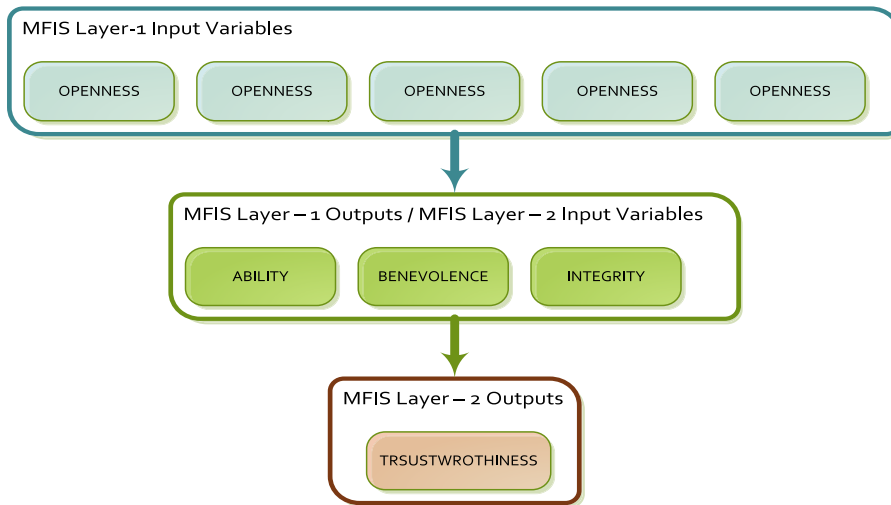 MFIS Layer-1 Input Variables
OPENNESS OPENNESS OPENNESS OPENNESS OPENNESS
MFIS Layer – 1 Outputs / MFIS Layer – 2 Input Variables
ABILITY BENEVOLENCE INTEGRITY
MFIS Layer – 2 Outputs
TRSUSTWROTHINESS